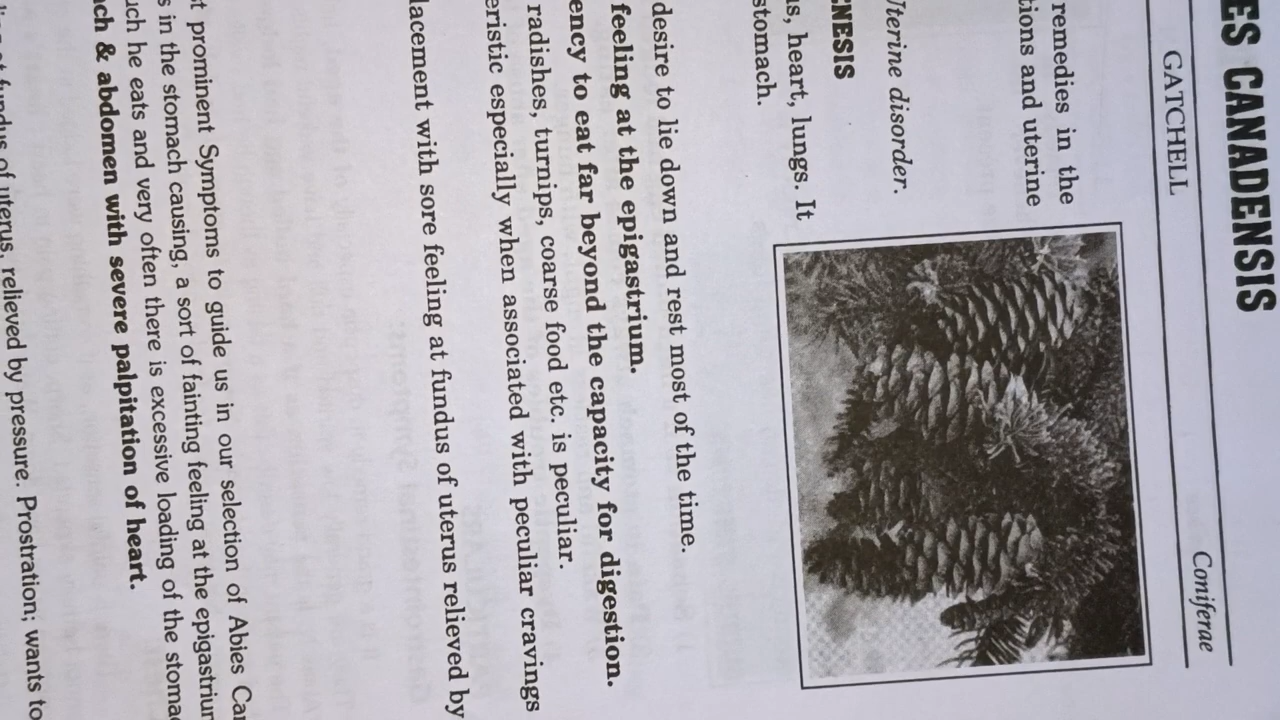 ES CANADENSIS
GATCHELL
Coniferae
remedies in the
tions and uterine
Uterine disorder.
ENESIS
s, heart, lungs. It
stomach.
desire to lie down and rest most of the time.
feeling at the epigastrium.
ency to eat far beyond the capacity for digestion.
radishes, turnips, coarse food etc. is peculiar.
eristic especially when associated with peculiar cravings
lacement with sore feeling at fundus of uterus relieved by
t prominent Symptoms to guide us in our selection of Abies Can
s in the stomach causing, a sort of fainting feeling at the epigastrium
uch he eats and very often there is excessive loading of the stomac
ach & abdomen with severe palpitation of heart.
fundus of uterus, relieved by pressure. Prostration; wants to